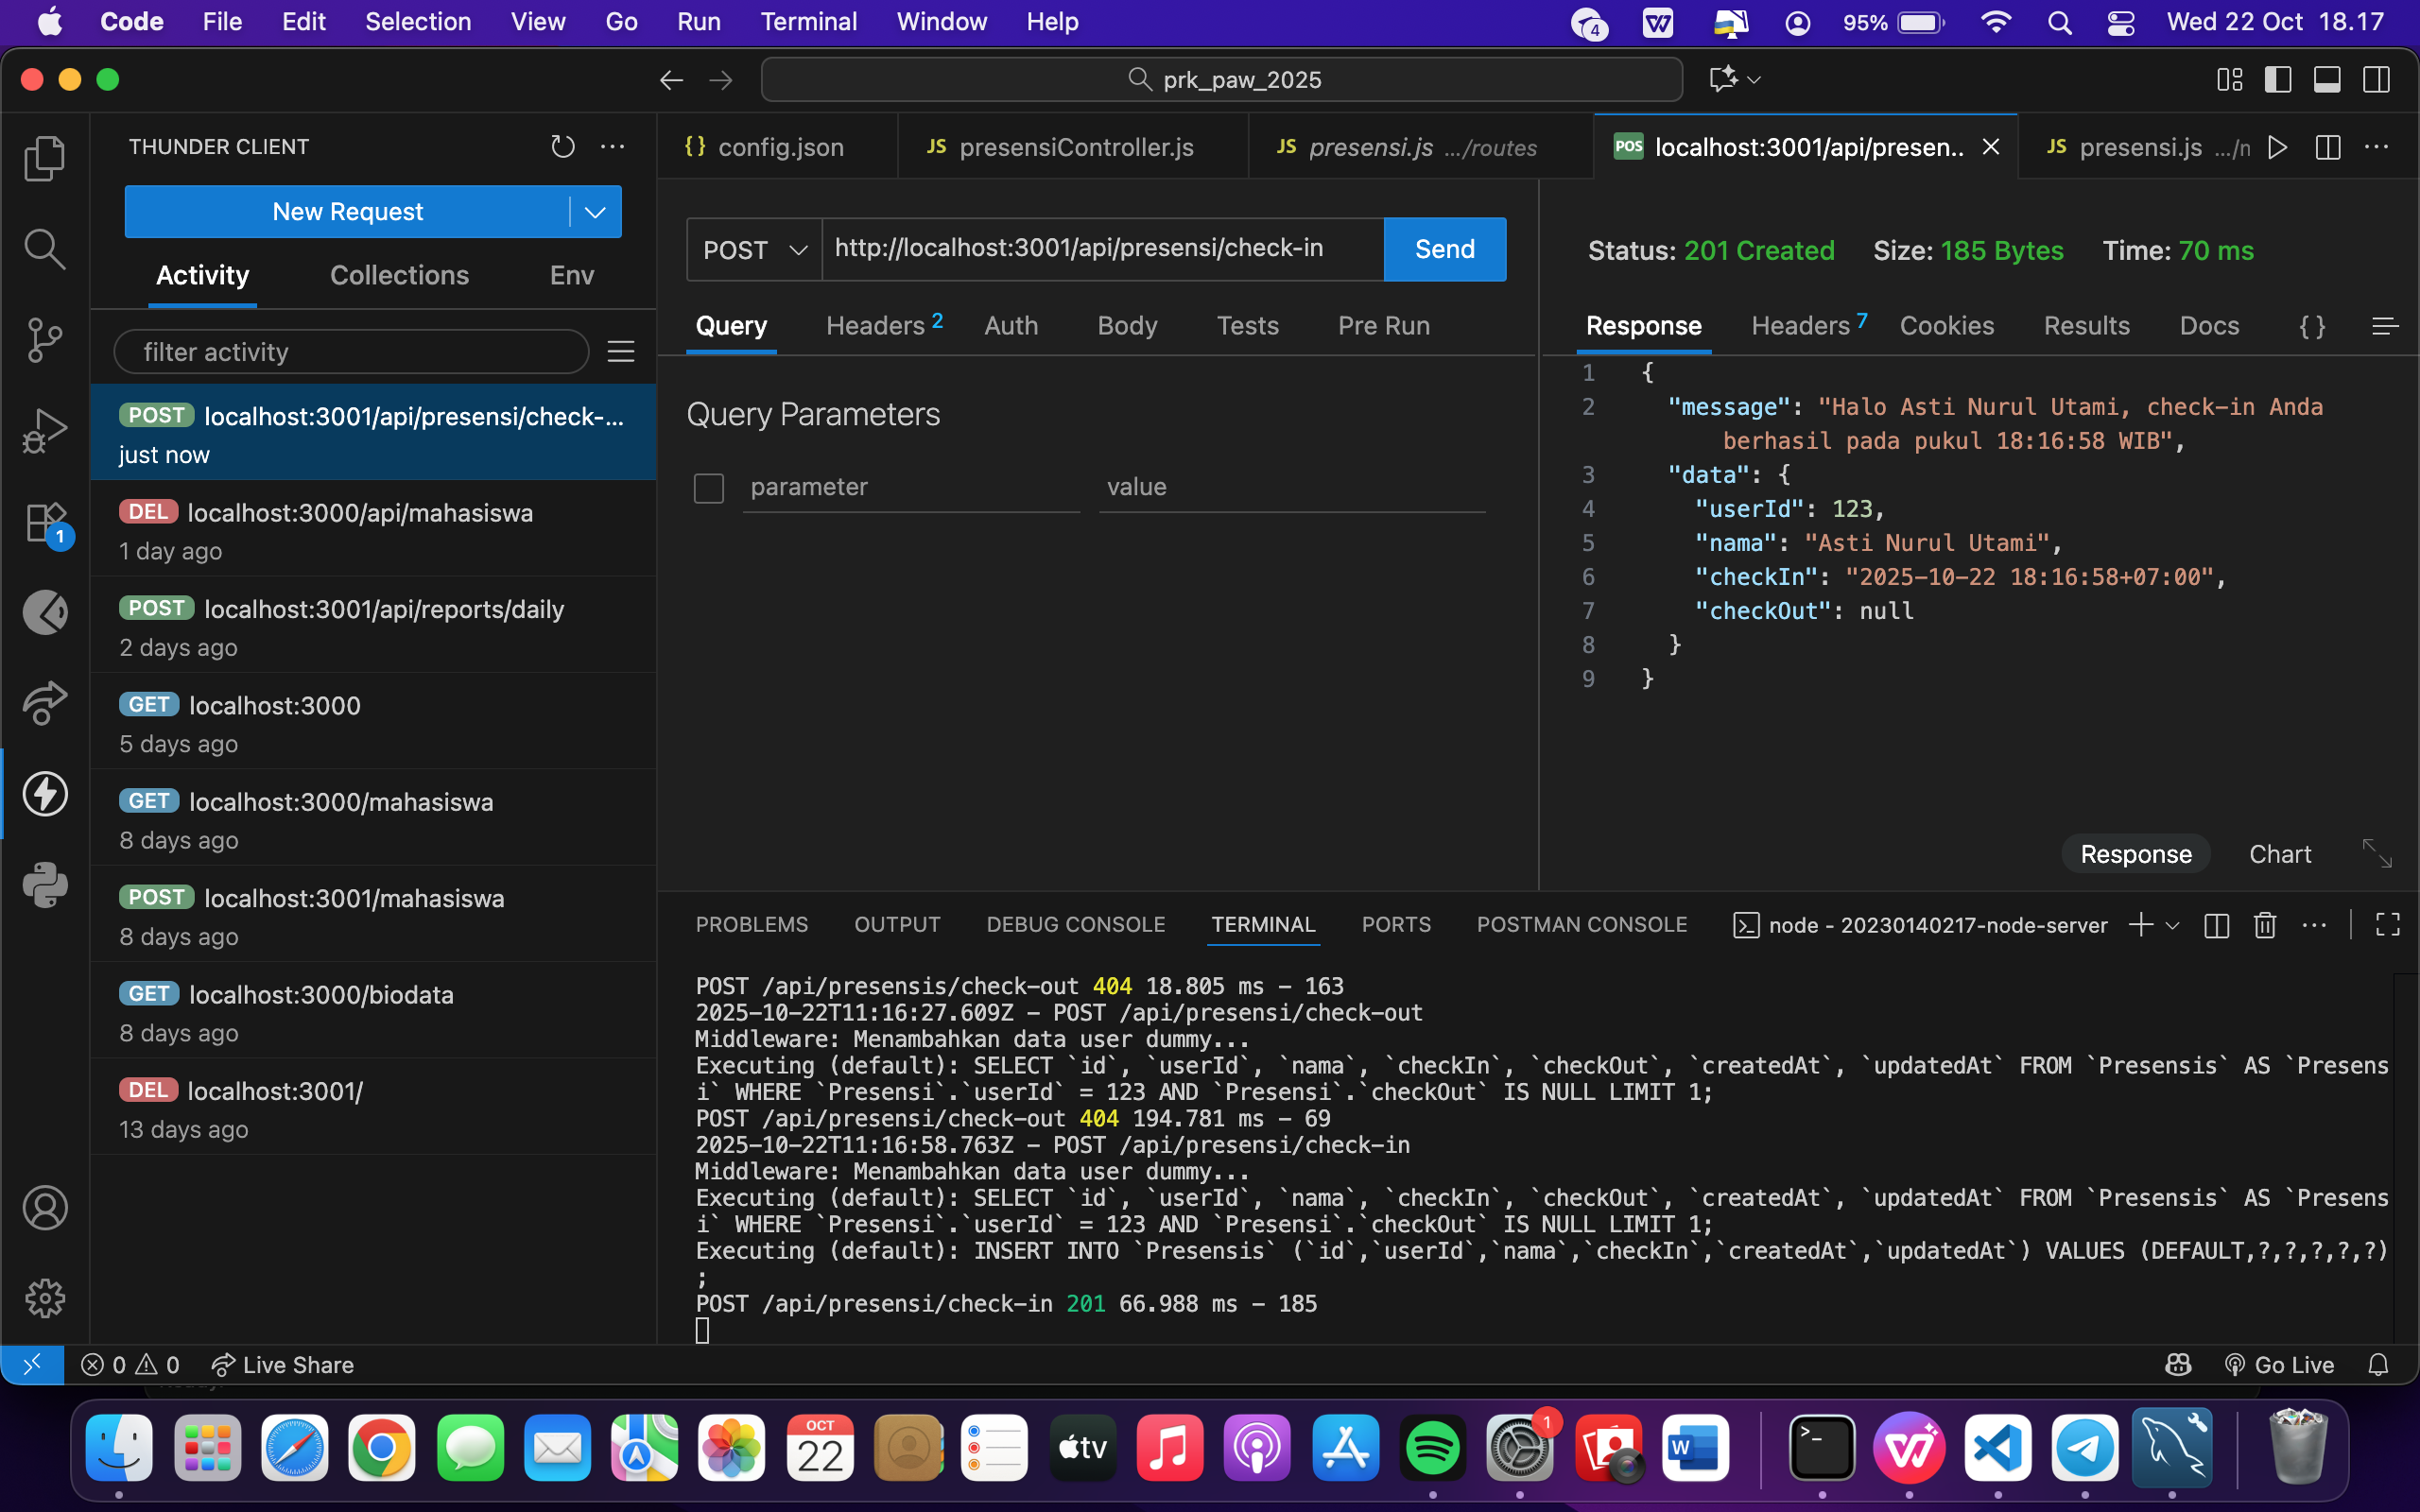 Code File Edit Selection View Go Run Terminal Window Help 4 95% Wed 22 Oct 18.17
prk_paw_2025
THUNDER CLIENT
New Request
Activity Collections Env
filter activity
POST localhost:3001/api/presensi/check-...
just now
DEL localhost:3000/api/mahasiswa
1 day ago
POST localhost:3001/api/reports/daily
2 days ago
GET localhost:3000
5 days ago
GET localhost:3000/mahasiswa
8 days ago
POST localhost:3001/mahasiswa
8 days ago
GET localhost:3000/biodata
8 days ago
DEL localhost:3001/
13 days ago
1
{} config.json JS presensiController.js JS presensi.js .../routes POS localhost:3001/api/presen.. JS presensi.js .../r
POST http://localhost:3001/api/presensi/check-in Send
Query Headers 2 Auth Body Tests Pre Run
Query Parameters
parameter value
Status: 201 Created Size: 185 Bytes Time: 70 ms
Response Headers 7 Cookies Results Docs {}
1 {
2 "message": "Halo Asti Nurul Utami, check-in Anda
berhasil pada pukul 18:16:58 WIB",
3 "data": {
4 "userId": 123,
5 "nama": "Asti Nurul Utami",
6 "checkIn": "2025-10-22 18:16:58+07:00",
7 "checkOut": null
8 }
9 }
Response Chart
PROBLEMS OUTPUT DEBUG CONSOLE TERMINAL PORTS POSTMAN CONSOLE node - 20230140217-node-server
POST /api/presensis/check-out 404 18.805 ms - 163
2025-10-22T11:16:27.609Z - POST /api/presensi/check-out
Middleware: Menambahkan data user dummy...
Executing (default): SELECT `id`, `userId`, `nama`, `checkIn`, `checkOut`, `createdAt`, `updatedAt` FROM `Presensis` AS `Presens
i` WHERE `Presensi`.`userId` = 123 AND `Presensi`.`checkOut` IS NULL LIMIT 1;
POST /api/presensi/check-out 404 194.781 ms - 69
2025-10-22T11:16:58.763Z - POST /api/presensi/check-in
Middleware: Menambahkan data user dummy...
Executing (default): SELECT `id`, `userId`, `nama`, `checkIn`, `checkOut`, `createdAt`, `updatedAt` FROM `Presensis` AS `Presens
i` WHERE `Presensi`.`userId` = 123 AND `Presensi`.`checkOut` IS NULL LIMIT 1;
Executing (default): INSERT INTO `Presensis` (`id`,`userId`,`nama`,`checkIn`,`createdAt`,`updatedAt`) VALUES (DEFAULT,?,?,?,?,?)
;
POST /api/presensi/check-in 201 66.988 ms - 185
0 0 Live Share Go Live
OCT
22
tv
1
W